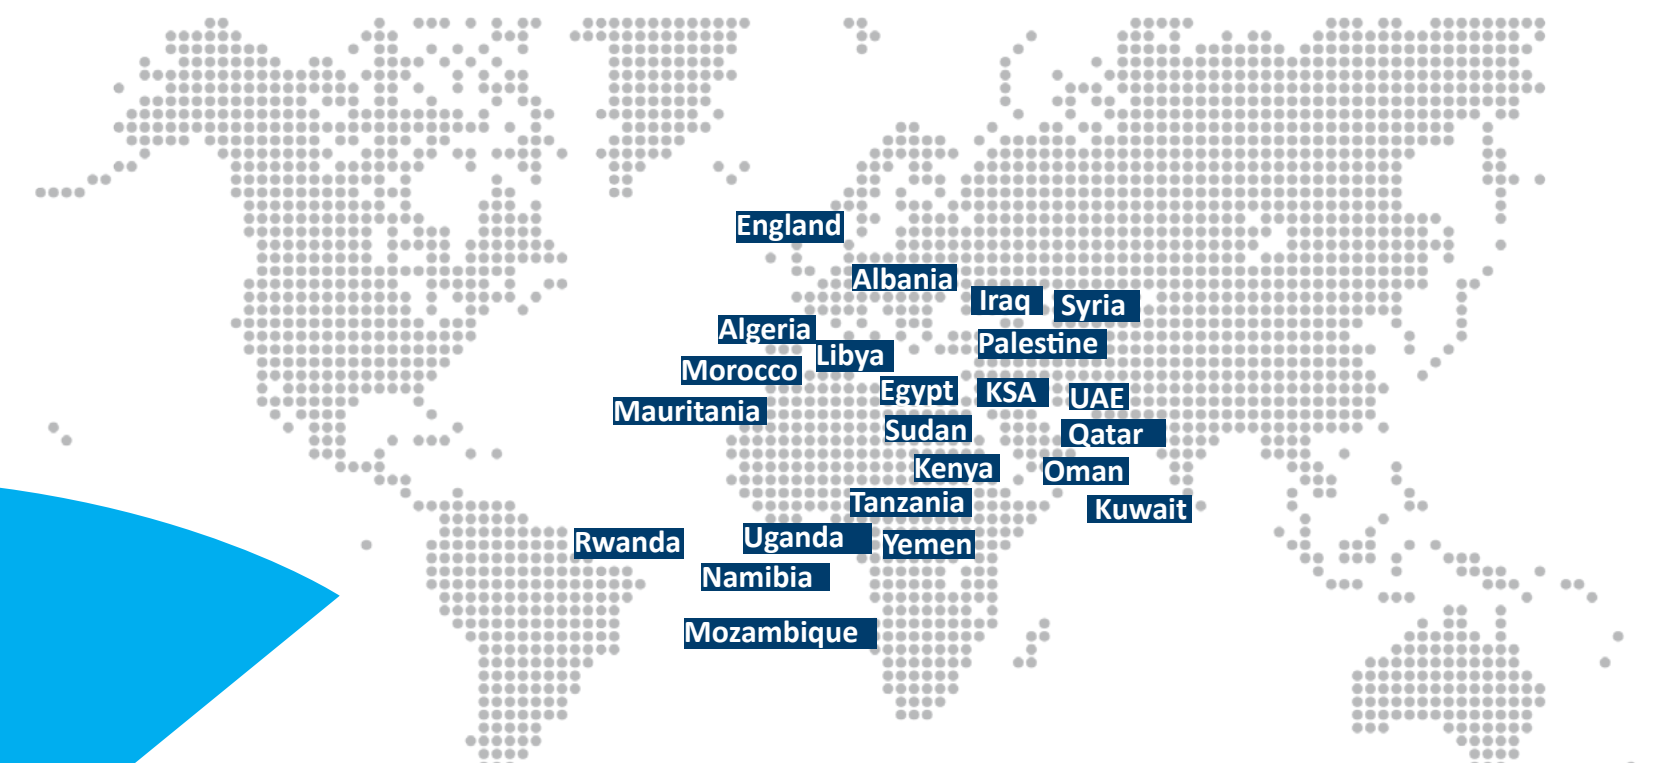 England
Albania
Iraq
Syria
Algeria
Palestine
Libya
Morocco
Egypt
KSA
UAE
Mauritania
Sudan
Qatar
Kenya
Oman
Tanzania
Kuwait
Rwanda
Uganda
Yemen
Namibia
Mozambique